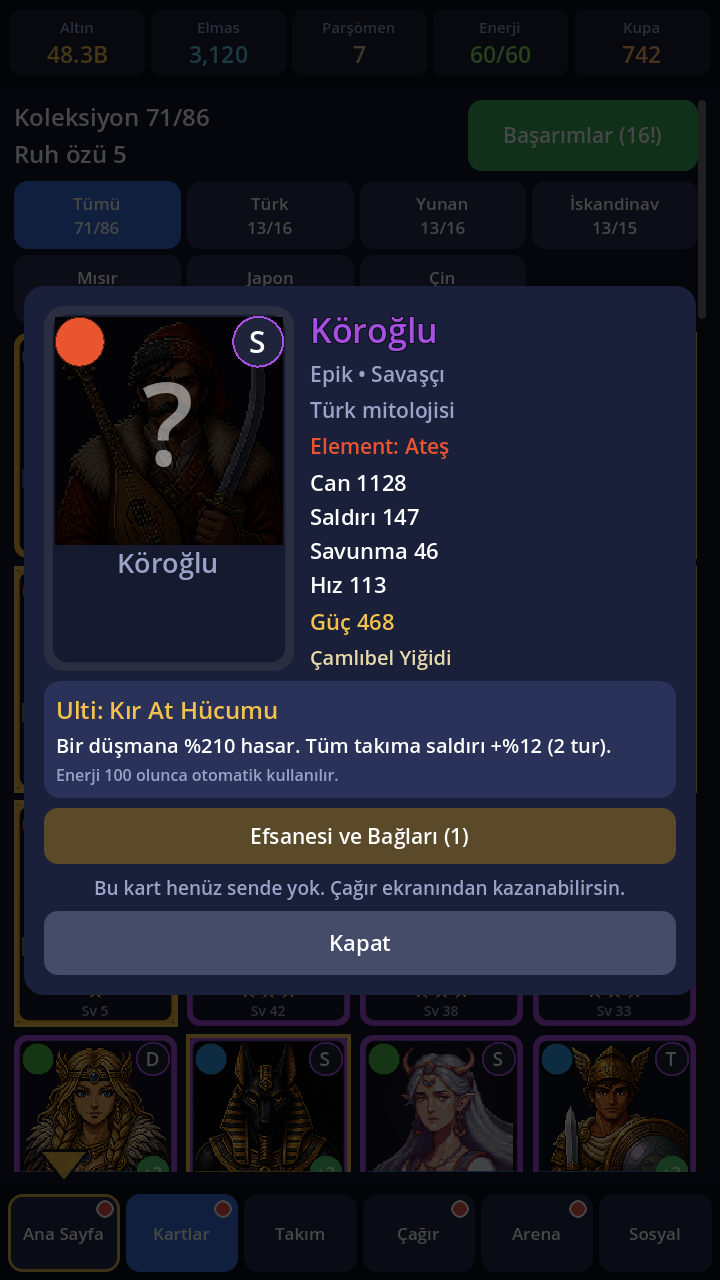 Altın
48.3B
Elmas
3,120
Parşömen
7
Enerji
60/60
Kupa
742
Koleksiyon 71/86
Ruh özü 5
Başarımlar (16!)
Tümü
71/86
Türk
13/16
Yunan
13/16
İskandinav
13/15
Mısır
Japon
Çin
S
?
Köroğlu
Köroğlu
Epik • Savaşçı
Türk mitolojisi
Element: Ateş
Can 1128
Saldırı 147
Savunma 46
Hız 113
Güç 468
Çamlıbel Yiğidi
Ulti: Kır At Hücumu
Bir düşmana %210 hasar. Tüm takıma saldırı +%12 (2 tur).
Enerji 100 olunca otomatik kullanılır.
Efsanesi ve Bağları (1)
Bu kart henüz sende yok. Çağır ekranından kazanabilirsin.
Kapat
Sv 5
Sv 42
Sv 38
Sv 33
D
S
S
T
Ana Sayfa
Kartlar
Takım
Çağır
Arena
Sosyal